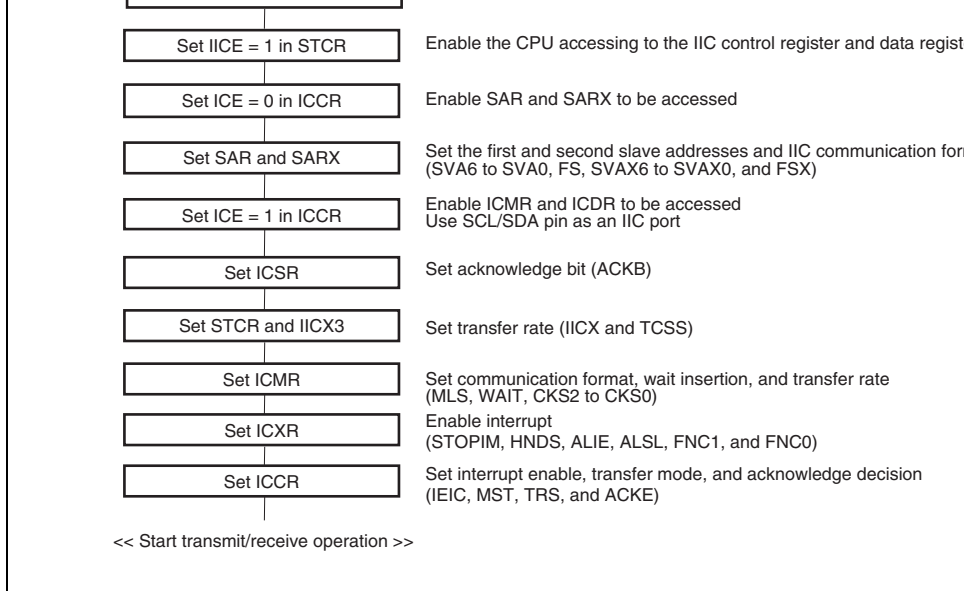 Set IICE = 1 in STCR
Enable the CPU accessing to the IIC control register and data regist
Set ICE = 0 in ICCR
Enable SAR and SARX to be accessed
Set SAR and SARX
Set the first and second slave addresses and IIC communication for
(SVA6 to SVA0, FS, SVAX6 to SVAX0, and FSX)
Set ICE = 1 in ICCR
Enable ICMR and ICDR to be accessed
Use SCL/SDA pin as an IIC port
Set ICSR
Set acknowledge bit (ACKB)
Set STCR and IICX3
Set transfer rate (IICX and TCSS)
Set ICMR
Set communication format, wait insertion, and transfer rate
(MLS, WAIT, CKS2 to CKS0)
Set ICXR
Enable interrupt
(STOPIM, HNDS, ALIE, ALSL, FNC1, and FNC0)
Set ICCR
Set interrupt enable, transfer mode, and acknowledge decision
(IEIC, MST, TRS, and ACKE)
<< Start transmit/receive operation >>